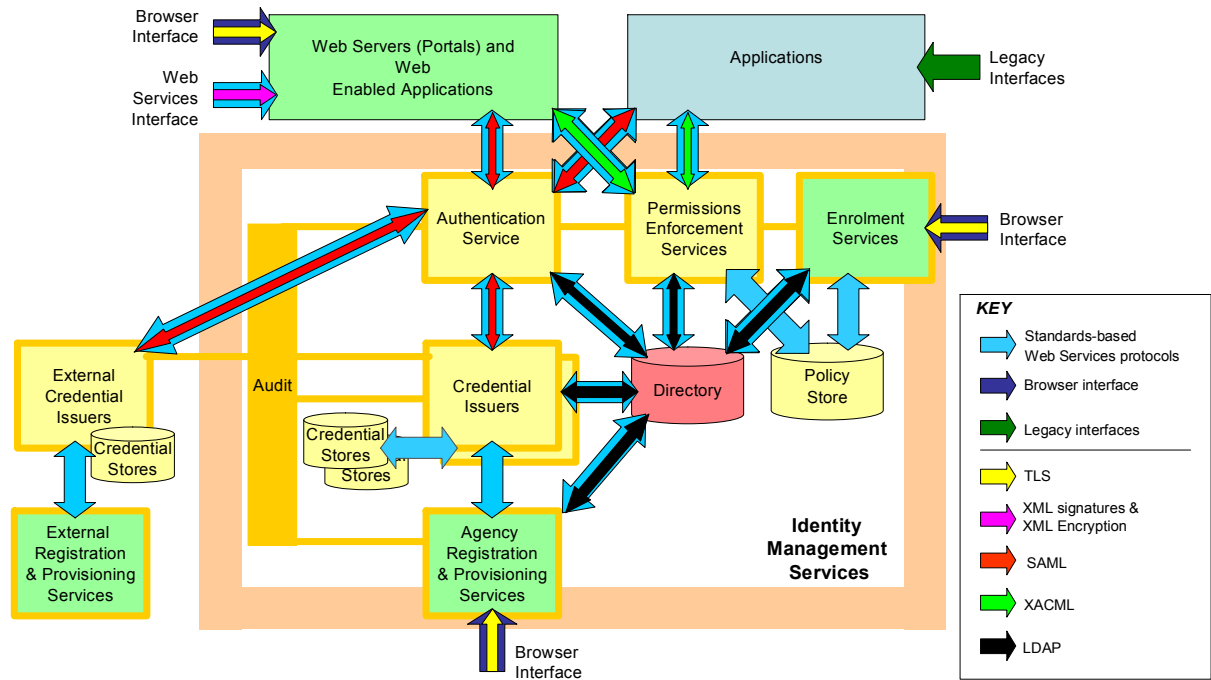 Browser
Interface
Web
Services
Interface
Web Servers (Portals) and
Web
Enabled Applications
Applications
Legacy
Interfaces
Authentication
Service
Permissions
Enforcement
Services
Enrolment
Services
Browser
Interface
External
Credential
Issuers
Credential
Stores
Audit
Credential
Issuers
Credential
Stores
Stores
Directory
Policy
Store
External
Registration
& Provisioning
Services
Agency
Registration
& Provisioning
Services
Identity
Management
Services
Browser
Interface
KEY
Standards-based
Web Services protocols
Browser interface
Legacy interfaces
TLS
XML signatures &
XML Encryption
SAML
XACML
LDAP